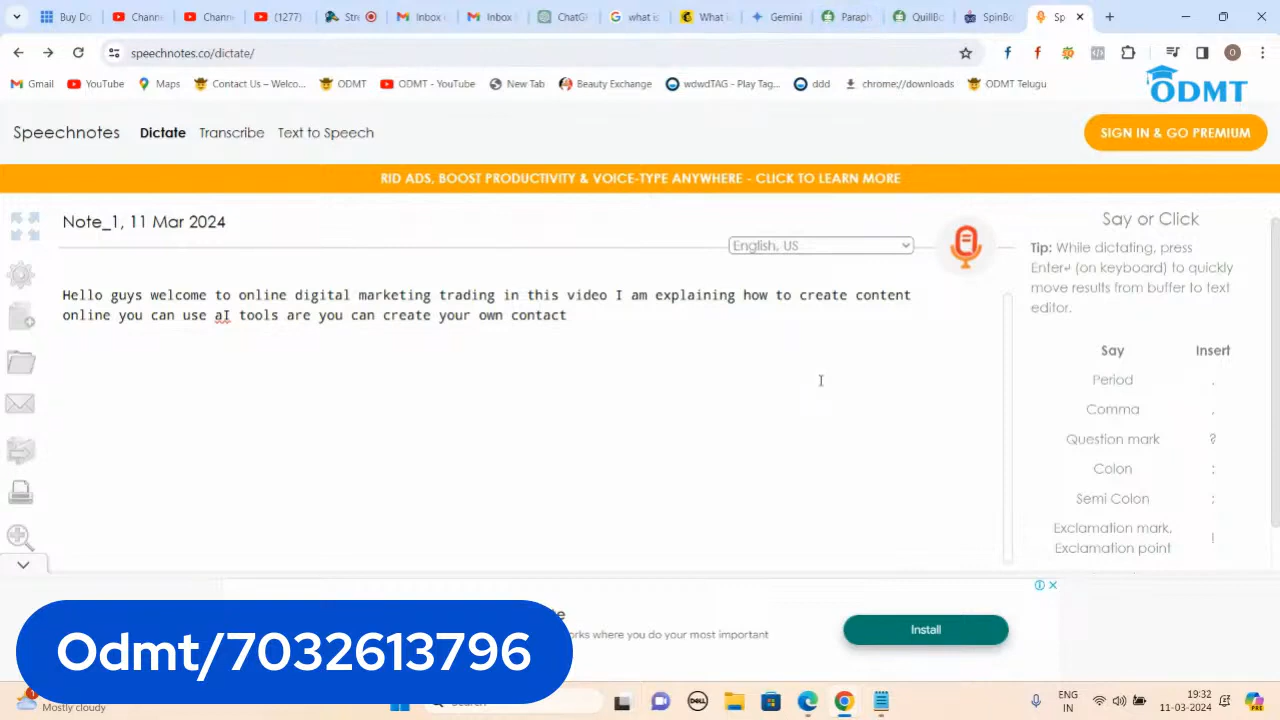 Buy Do
Chann
Chann
(1277)
Stre
Inbox
Inbox
ChatG
what is
What i
Gemini
Paraph
QuillBo
SpinBo
Sp
speechnotes.co/dictate/
Gmail
YouTube
Maps
Contact Us – Welco...
ODMT
ODMT - YouTube
New Tab
Beauty Exchange
wdwdTAG - Play Tag...
ddd
chrome://downloads
ODMT Telugu
ODMT
Speechnotes
Dictate
Transcribe
Text to Speech
SIGN IN & GO PREMIUM
RID ADS, BOOST PRODUCTIVITY & VOICE-TYPE ANYWHERE - CLICK TO LEARN MORE
Note_1, 11 Mar 2024
English, US
Hello guys welcome to online digital marketing trading in this video I am explaining how to create content
online you can use aI tools are you can create your own contact
Say or Click
Tip: While dictating, press
Enter↵ (on keyboard) to quickly
move results from buffer to text
editor.
Say Insert
Period .
Comma ,
Question mark ?
Colon :
Semi Colon ;
Exclamation mark,
Exclamation point !
where you do your most important
Install
Odmt/7032613796
Mostly cloudy
ENG
IN
19:32
11-03-2024